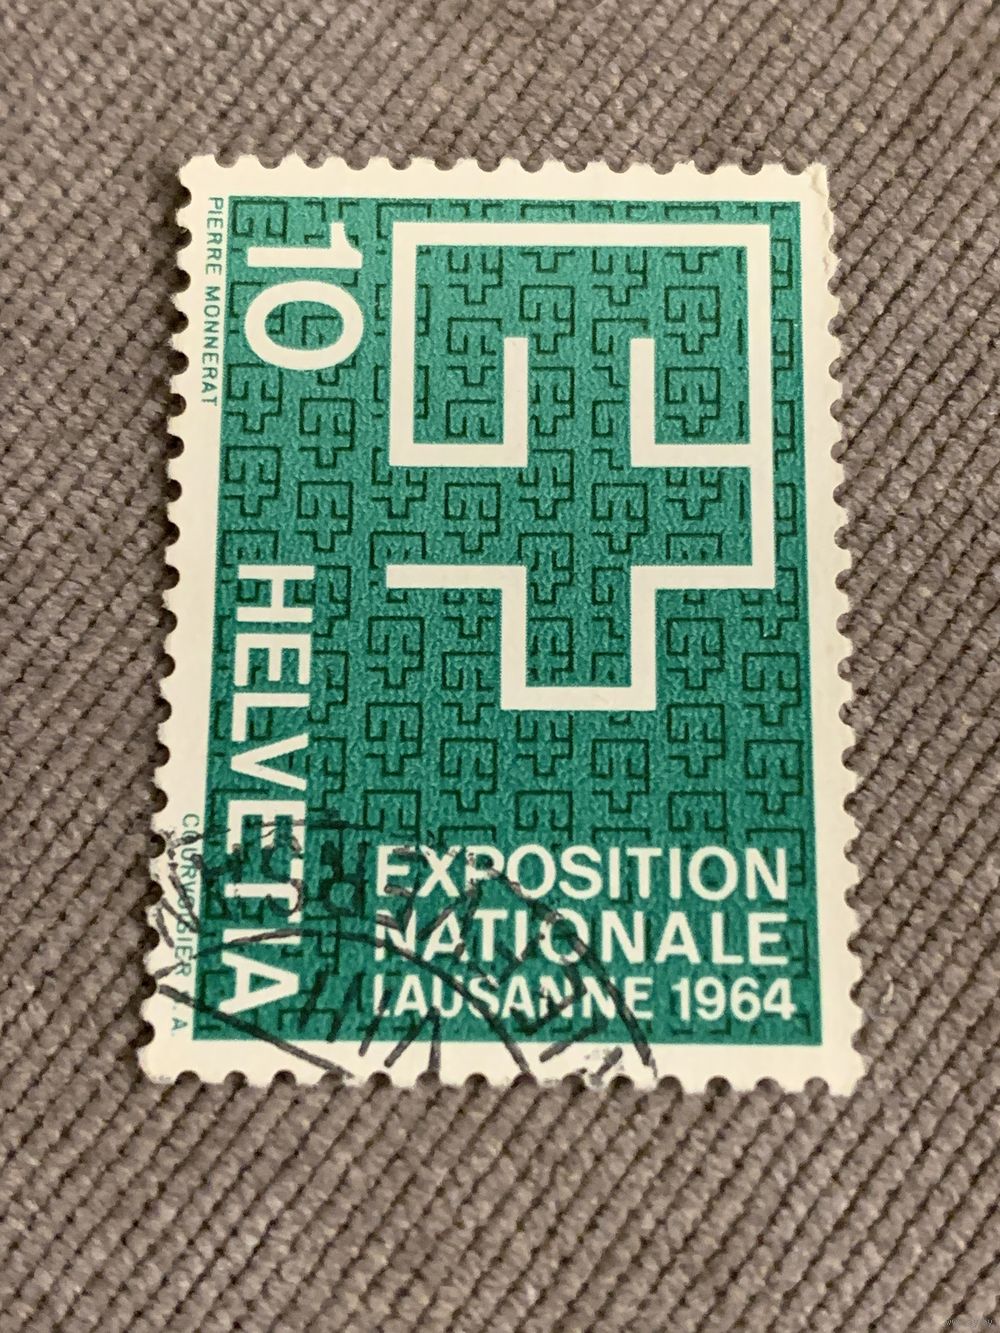 PIERRE MONNERAT
10
HELVETIA
EXPOSITION
NATIONALE
LAUSANNE 1964